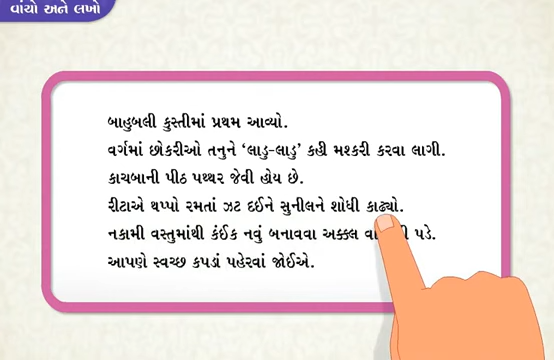 વાંચો અને લખો
બાહુબલી કુસ્તીમાં પ્રથમ આવ્યો.
વર્ગમાં છોકરીઓ તનુને ‘લાડુ-લાડુ’ કહી મશ્કરી કરવા લાગી.
કાચબાની પીઠ પથ્થર જેવી હોય છે.
રીટાએ થપ્પો રમતાં ઝટ દઈને સુનીલને શોધી કાઢ્યો.
નકામી વસ્તુમાંથી કંઈક નવું બનાવવા અક્કલ પડે.
આપણે સ્વચ્છ કપડાં પહેરવાં જોઈએ.